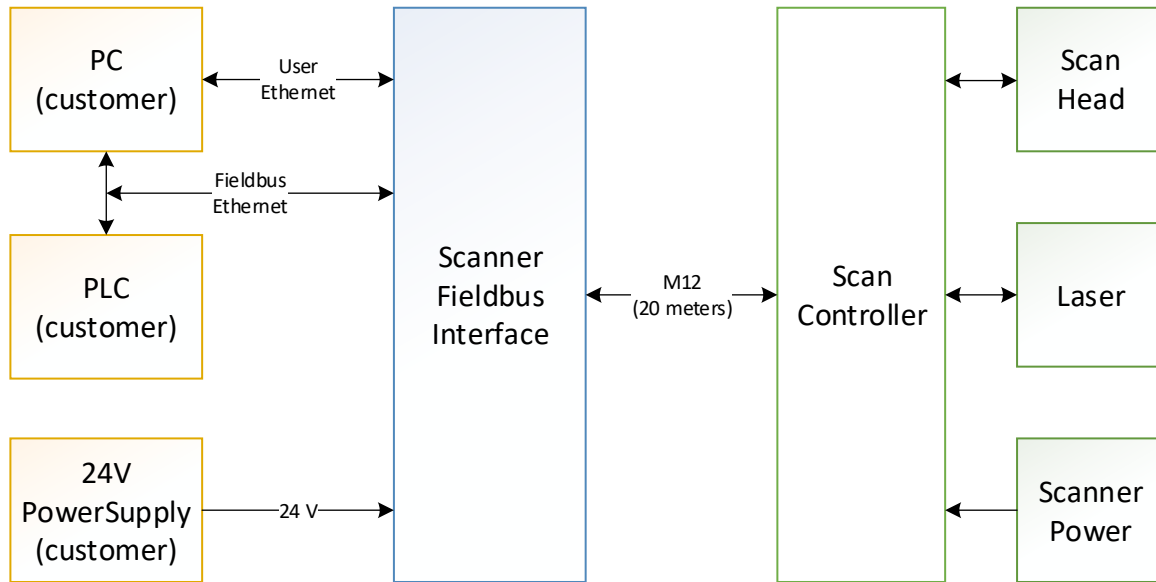 PC
(customer)
User
Ethernet
Fieldbus
Ethernet
PLC
(customer)
24V
PowerSupply
(customer)
24 V
Scanner
Fieldbus
Interface
M12
(20 meters)
Scan
Controller
Scan
Head
Laser
Scanner
Power